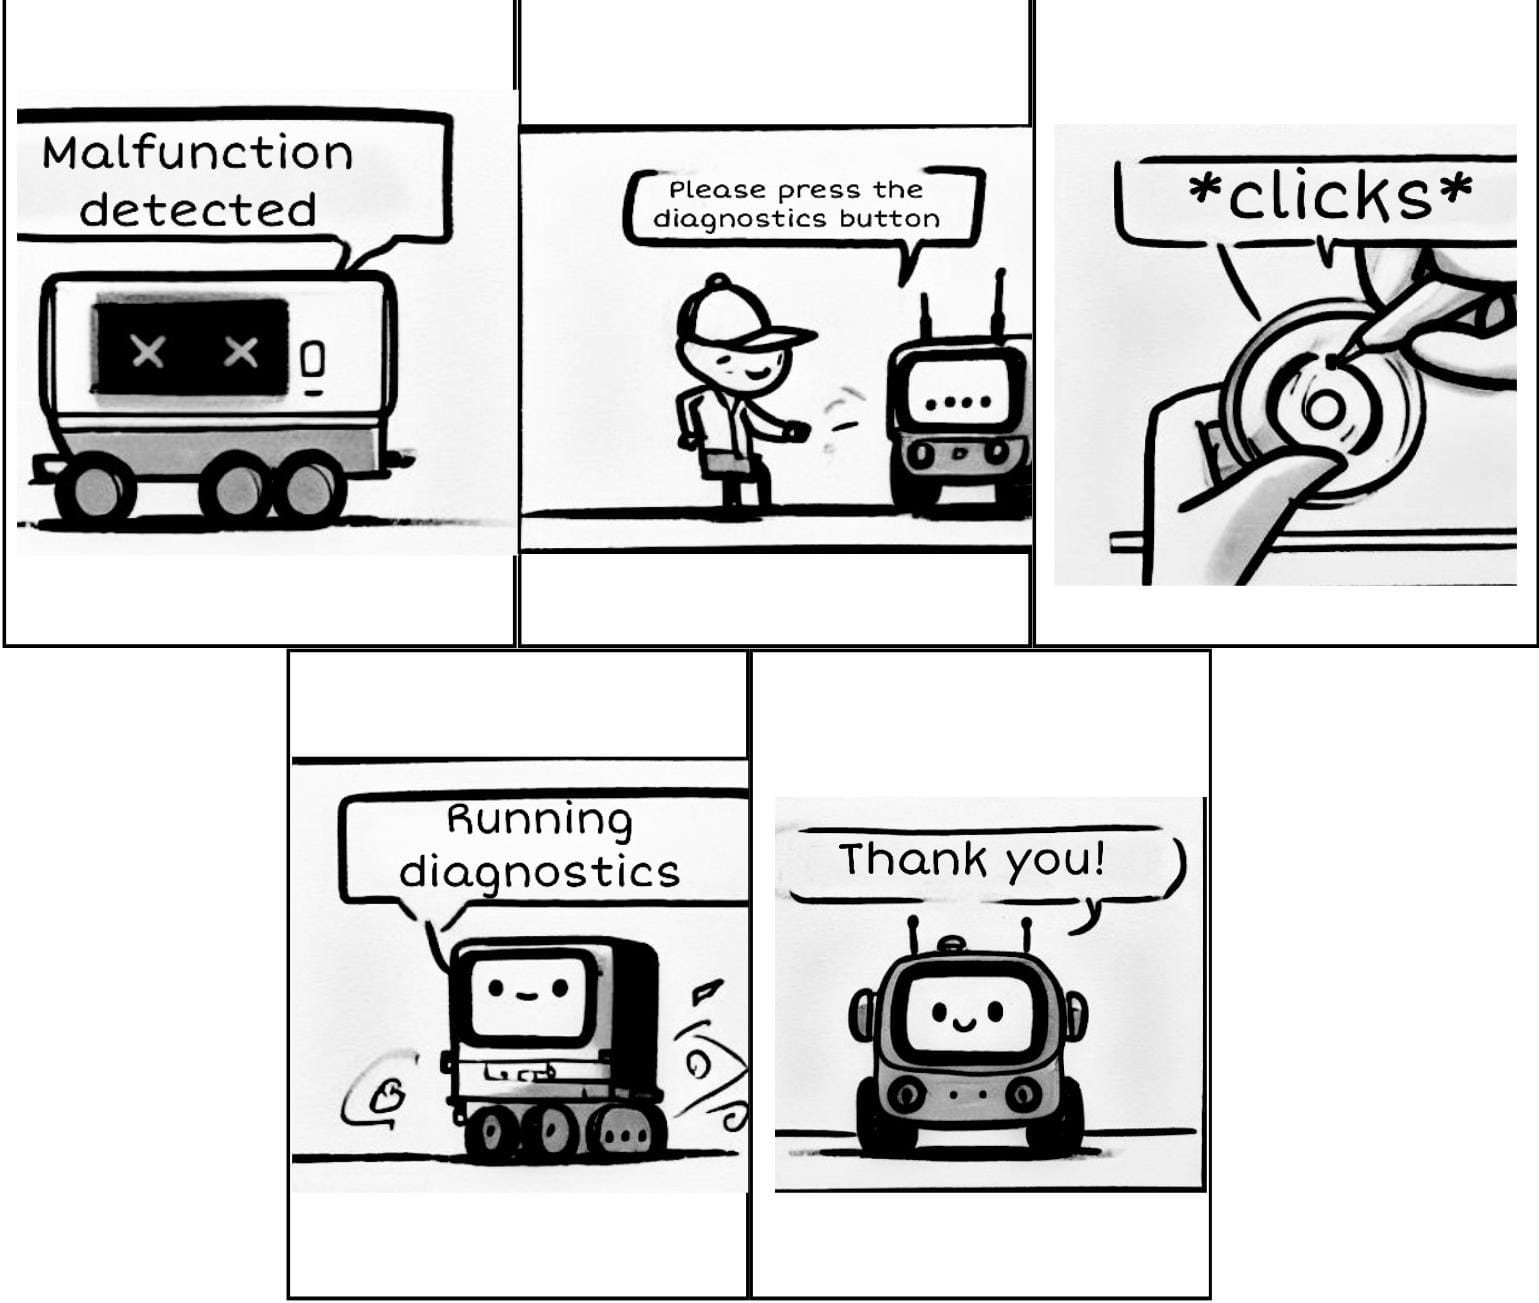 Malfunction
detected
Please press the
diagnostics button
*clicks*
Running
diagnostics
Thank you!